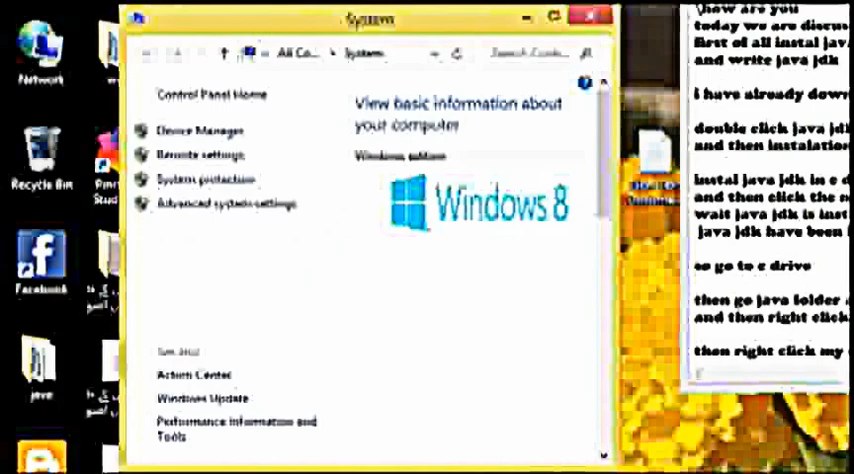 Network
Recycle Bin
Facebook
java
System
All Co...
System
Control Panel Home
Device Manager
Remote settings
System protection
Advanced system settings
View basic information about
your computer
Windows edition
Windows 8
See also
Action Center
Windows Update
Performance Information and
Tools
\how are you
today we are discus
first of all instal java
and write java jdk
i have already down
double click java jdk
and then instalation
instal java jdk in c d
and then click the n
wait java jdk is inst
java jdk have been
so go to c drive
then go java folder a
and then right click
then right click my